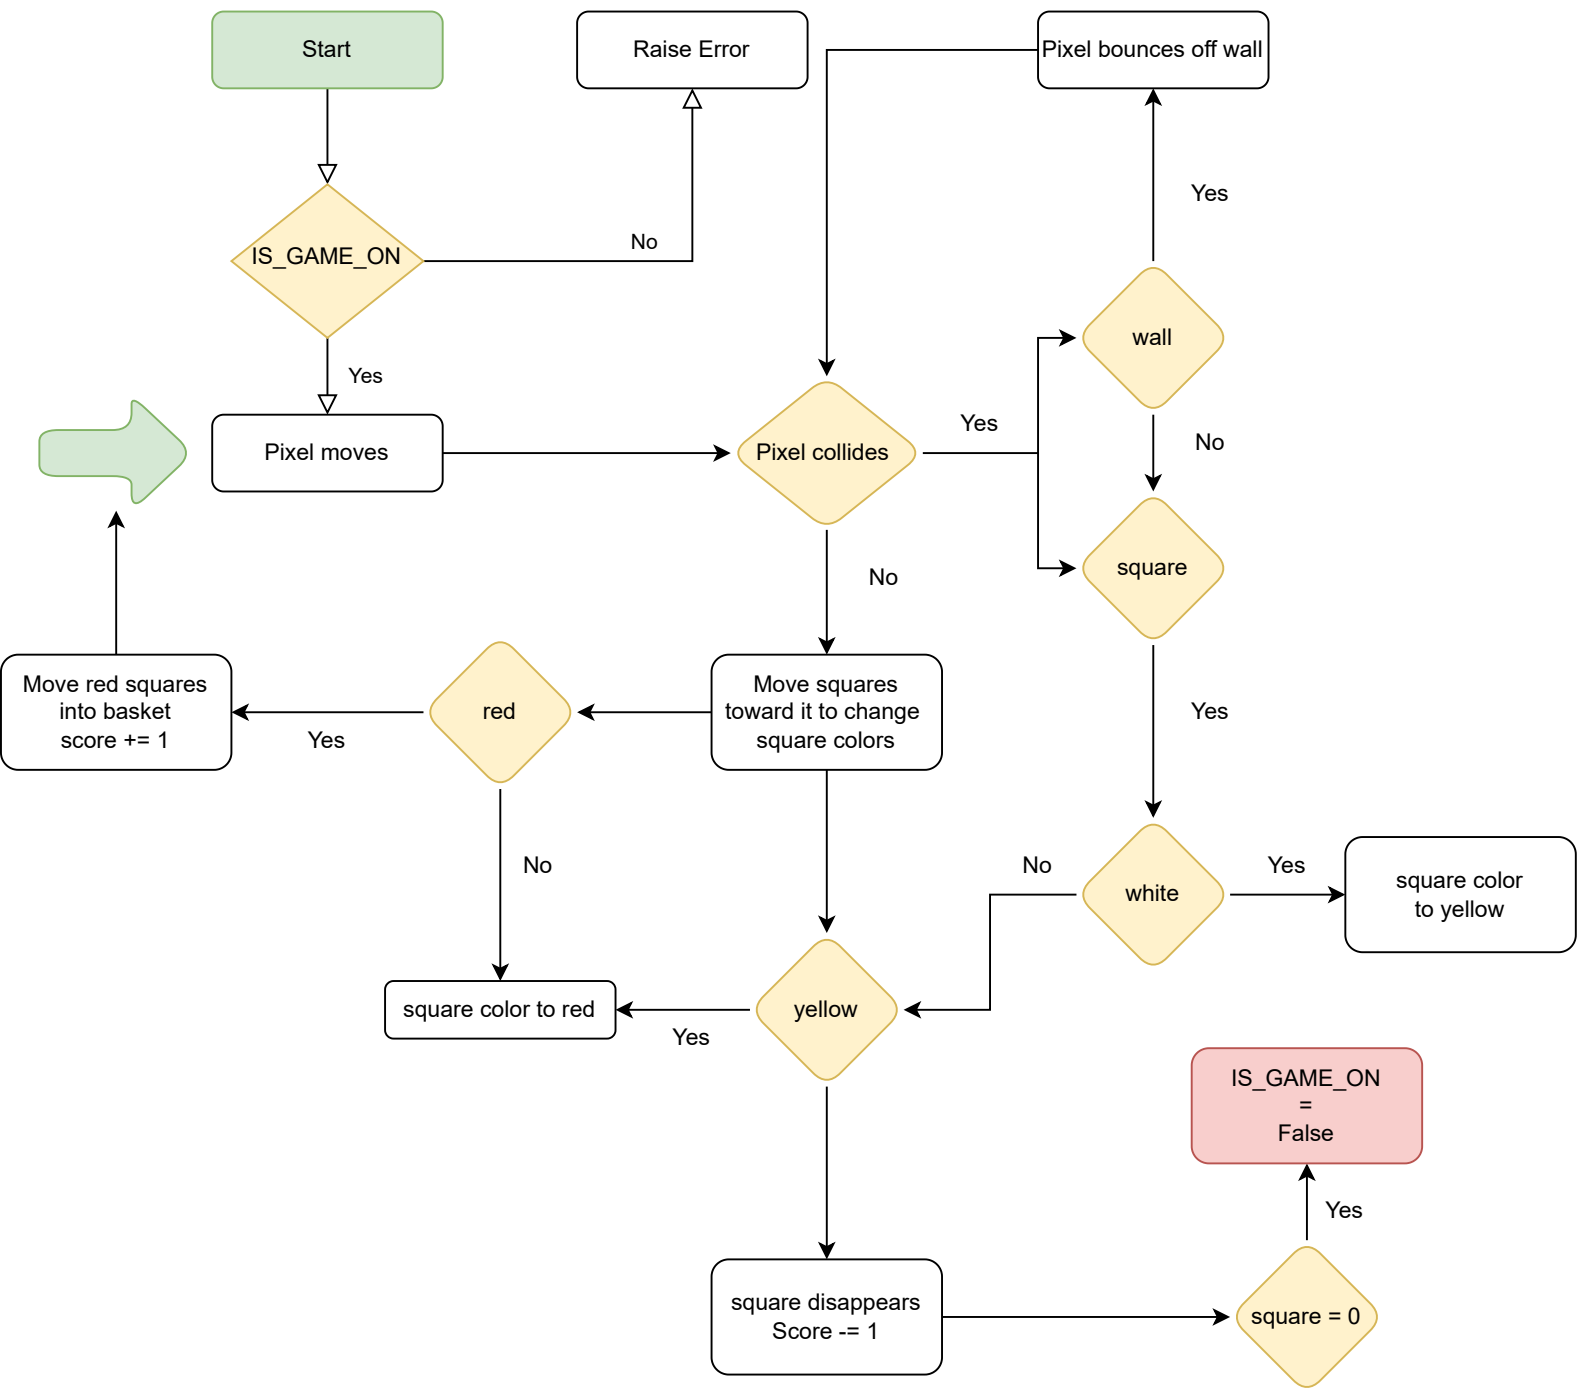 Start
Raise Error
Pixel bounces off wall
Yes
No
IS_GAME_ON
wall
Yes
Yes
No
Pixel moves
Pixel collides
square
No
Move red squares
into basket
score += 1
Yes
red
Move squares
toward it to change
square colors
Yes
No
No
Yes
white
square color
to yellow
square color to red
Yes
yellow
IS_GAME_ON
=
False
Yes
square disappears
Score -= 1
square = 0